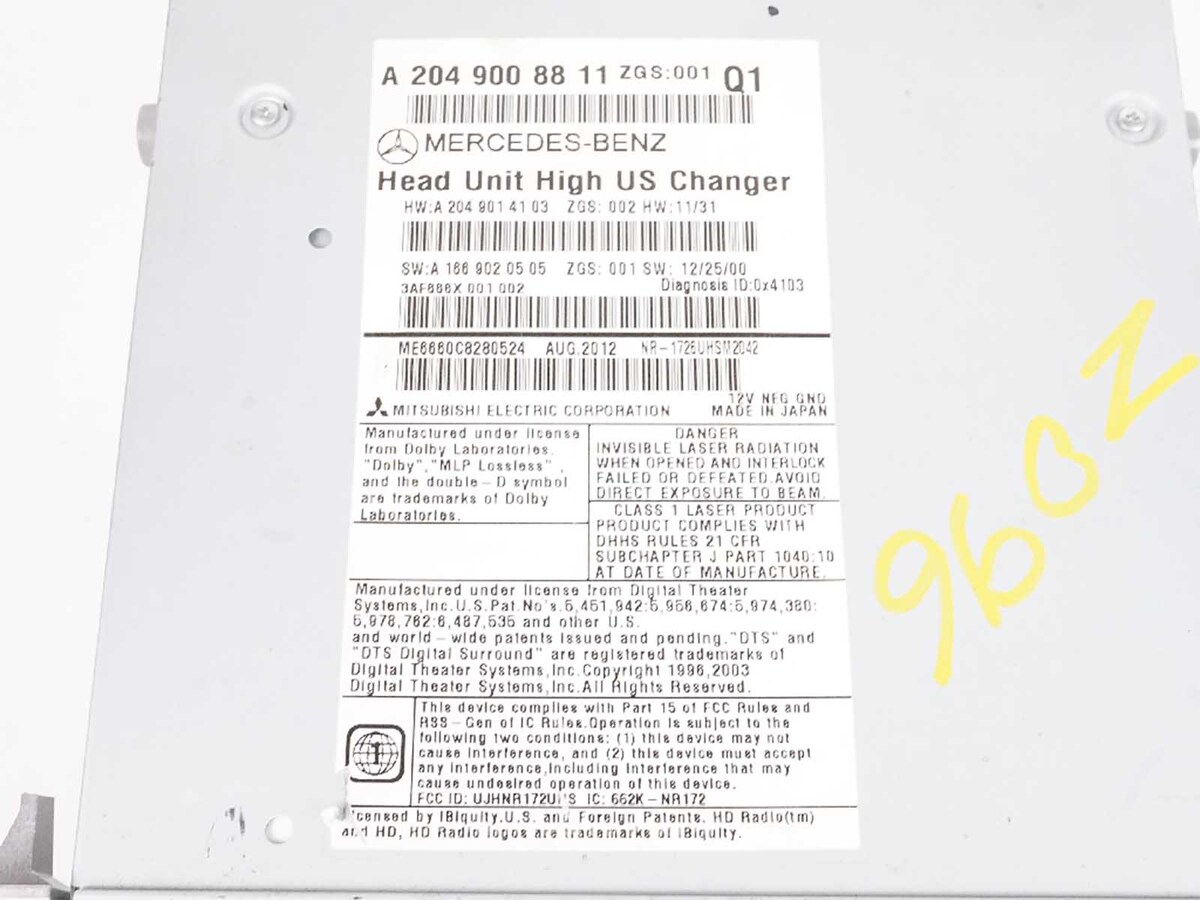 A 204 900 88 11 ZGS:001 Q1
MERCEDES-BENZ
Head Unit High US Changer
HW:A 204 901 41 03 ZGS: 002 HW:11/31
SW:A 166 902 05 05 ZGS: 001 SW: 12/25/00
3AF666X 001 002 Diagnosis ID:0x4103
ME6660C8280524 AUG.2012 NR-1726UHSM2042
12V NEG GND
MITSUBISHI ELECTRIC CORPORATION MADE IN JAPAN
Manufactured under license
from Dolby Laboratories.
"Dolby","MLP Lossless",
and the double-D symbol
are trademarks of Dolby
Laboratories.
DANGER
INVISIBLE LASER RADIATION
WHEN OPENED AND INTERLOCK
FAILED OR DEFEATED.AVOID
DIRECT EXPOSURE TO BEAM.
CLASS 1 LASER PRODUCT
PRODUCT COMPLIES WITH
DHHS RULES 21 CFR
SUBCHAPTER J PART 1040:10
AT DATE OF MANUFACTURE.
Manufactured under license from Digital Theater
Systems,Inc.U.S.Pat.No's.5,451,942:5,956,674:5,974,380:
5,978,762:6,487,535 and other U.S.
and world-wide patents issued and pending."DTS" and
"DTS Digital Surround" are registered trademarks of
Digital Theater Systems,Inc.Copyright 1996,2003
Digital Theater Systems,Inc.All Rights Reserved.
This device complies with Part 15 of FCC Rules and
RSS-Gen of IC Rules.Operation is subject to the
following two conditions: (1) this device may not
cause interference, and (2) this device must accept
any interference,including interference that may
cause undesired operation of this device.
FCC ID: UJHNR172U'S IC: 662K-NR172
icensed by iBiquity.U.S. and Foreign Patents. HD Radio(tm)
and HD, HD Radio logos are trademarks of iBiquity.
960Z